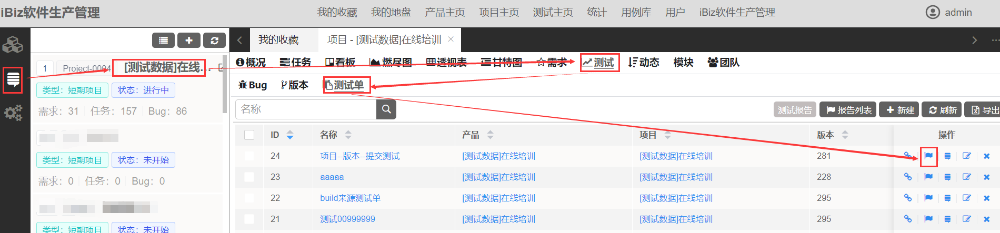 iBiz软件生产管理
我的收藏 我的地盘 产品主页 项目主页 测试主页 统计 用例库 用户 iBiz软件生产管理
admin
我的收藏 项目 - [测试数据]在线培训
1 Project-0004 [测试数据]在线...
类型：短期项目 状态：进行中
需求：31 任务：157 Bug：86
类型：短期项目 状态：未开始
需求：0 任务：0 Bug：0
类型：短期项目 状态：未开始
概况 任务 看板 燃尽图 透视表 甘特图 需求 测试 动态 模块 团队
Bug 版本 测试单
名称
测试报告 报告列表 新建 刷新 导出
ID 名称 产品 项目 版本 操作
24 项目--版本--提交测试 [测试数据]在线培训 [测试数据]在线培训 281
23 aaaaa [测试数据]在线培训 [测试数据]在线培训 228
22 build来源测试单 [测试数据]在线培训 [测试数据]在线培训 295
21 测试00999999 [测试数据]在线培训 [测试数据]在线培训 295